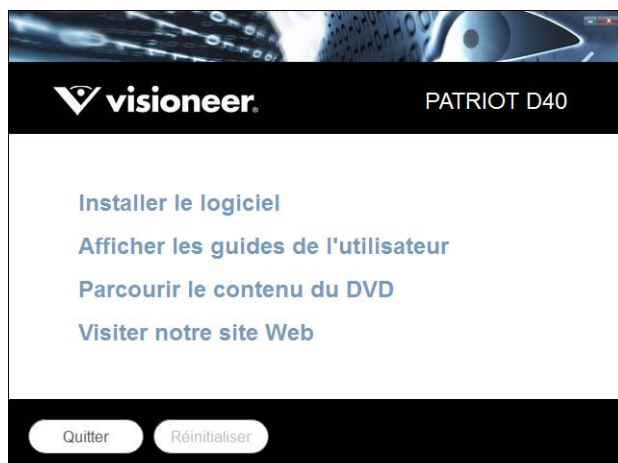 visioneer®
PATRIOT D40
Installer le logiciel
Afficher les guides de l'utilisateur
Parcourir le contenu du DVD
Visiter notre site Web
Quitter
Réinitialiser